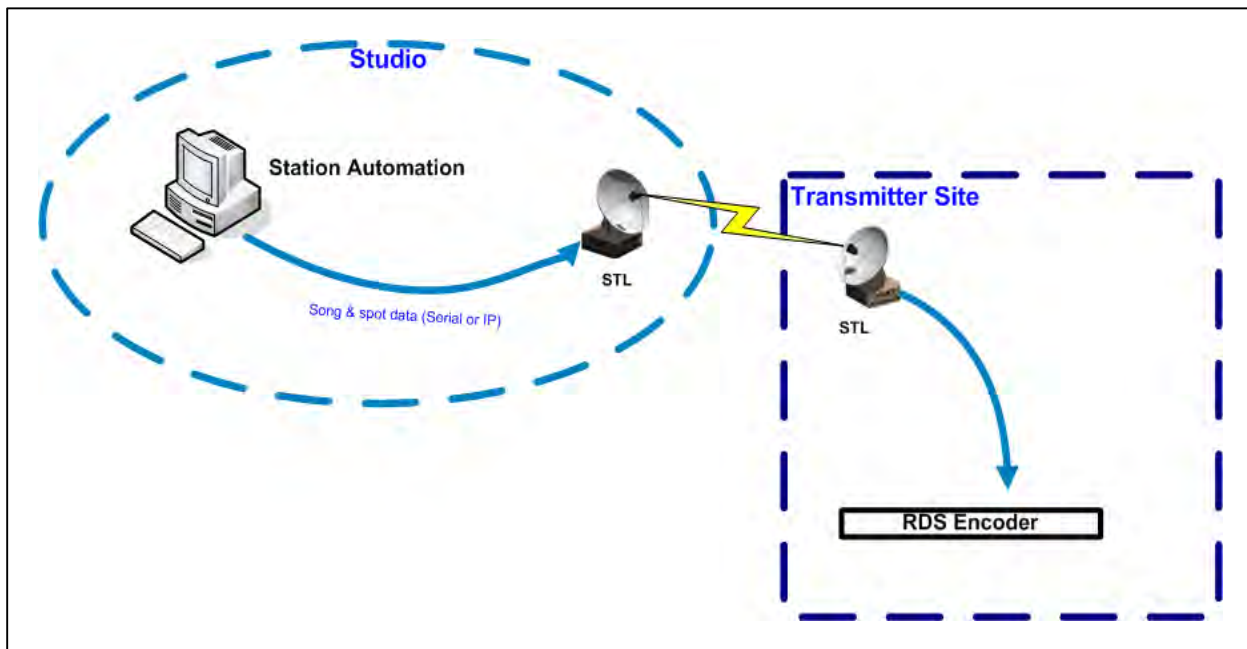 Studio
Station Automation
STL
Song & spot data (Serial or IP)
Transmitter Site
STL
RDS Encoder